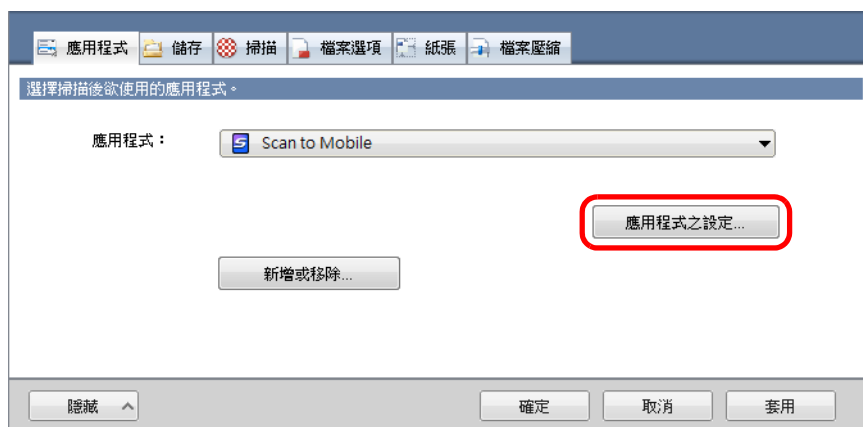 應用程式 儲存 掃描 檔案選項 紙張 檔案壓縮
選擇掃描後欲使用的應用程式。
應用程式： Scan to Mobile
應用程式之設定...
新增或移除...
隱藏 確定 取消 套用